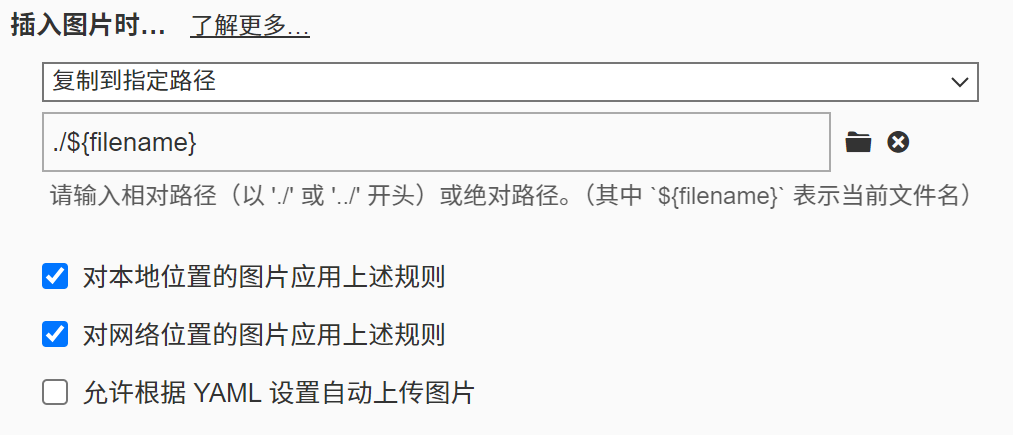 插入图片时... 了解更多...
复制到指定路径
./${filename}
请输入相对路径（以 './' 或 '../' 开头）或绝对路径。（其中 `${filename}` 表示当前文件名）
对本地位置的图片应用上述规则
对网络位置的图片应用上述规则
允许根据 YAML 设置自动上传图片